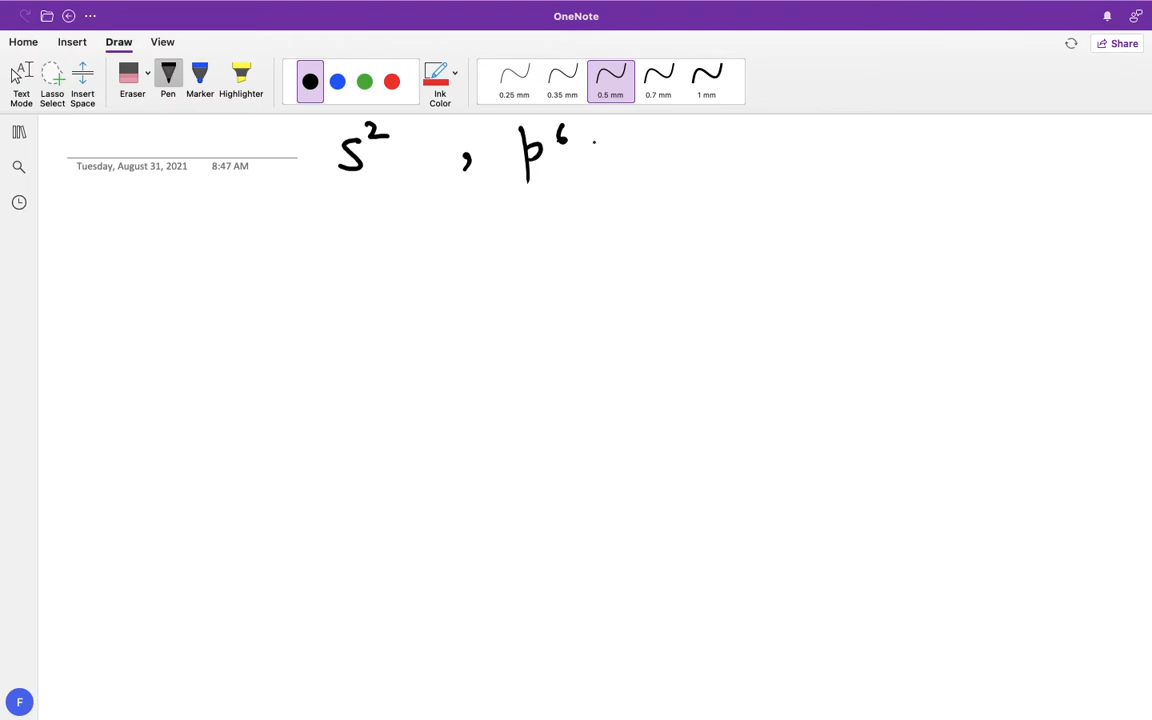 OneNote
Home Insert Draw View
Share
Text Mode Lasso Select Insert Space Eraser Pen Marker Highlighter Ink Color 0.25 mm 0.35 mm 0.5 mm 0.7 mm 1 mm
s² , p⁶
Tuesday, August 31, 2021 8:47 AM
F